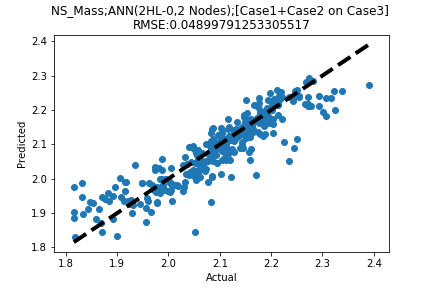 NS_Mass;ANN(2HL-0,2 Nodes);[Case1+Case2 on Case3]
RMSE:0.04899791253305517
2.4
2.3
2.2
2.1
2.0
1.9
1.8
Predicted
1.8 1.9 2.0 2.1 2.2 2.3 2.4
Actual